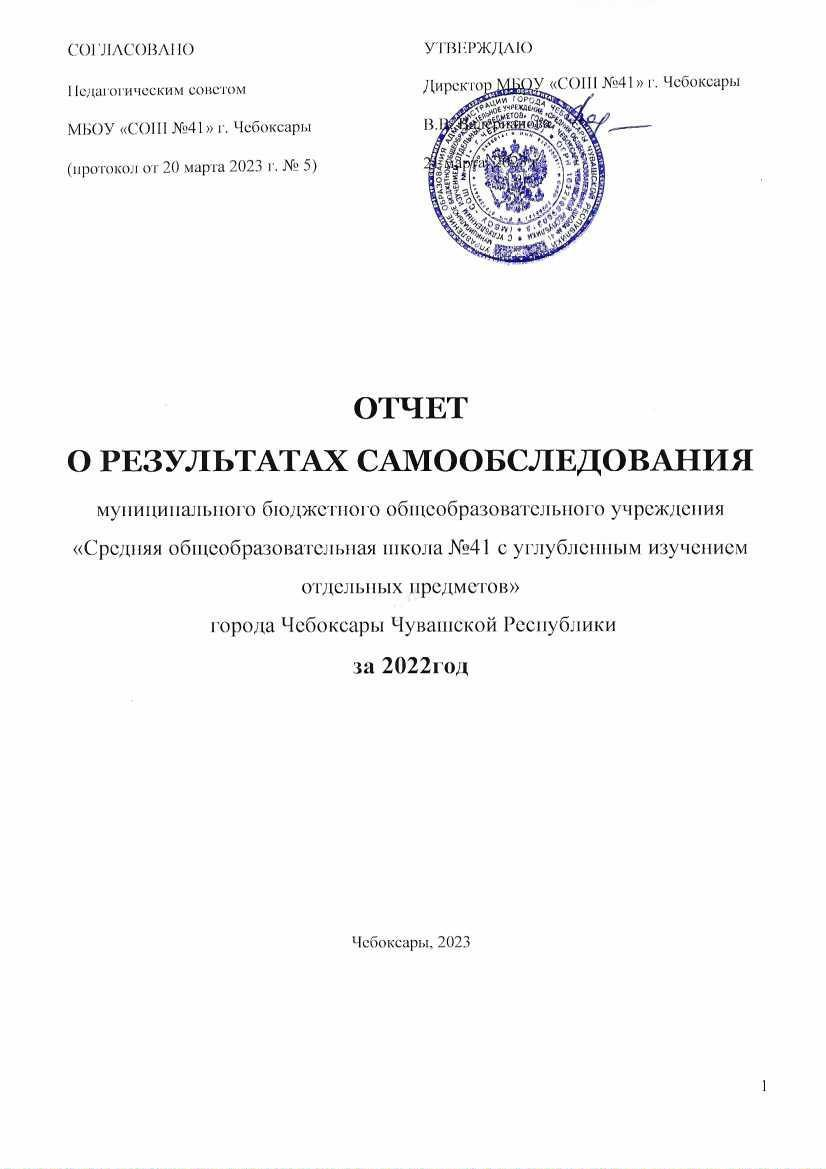 СОГЛАСОВАНО
Педагогическим советом
МБОУ «СОШ №41» г. Чебоксары
(протокол от 20 марта 2023 г. № 5)
УТВЕРЖДАЮ
Директор МБОУ «СОШ №41» г. Чебоксары
В.В.
марта
ОТЧЕТ
О РЕЗУЛЬТАТАХ САМООБСЛЕДОВАНИЯ
муниципального бюджетного общеобразовательного учреждения
«Средняя общеобразовательная школа №41 с углубленным изучением
отдельных предметов»
города Чебоксары Чувашской Республики
за 2022год
Чебоксары, 2023
1